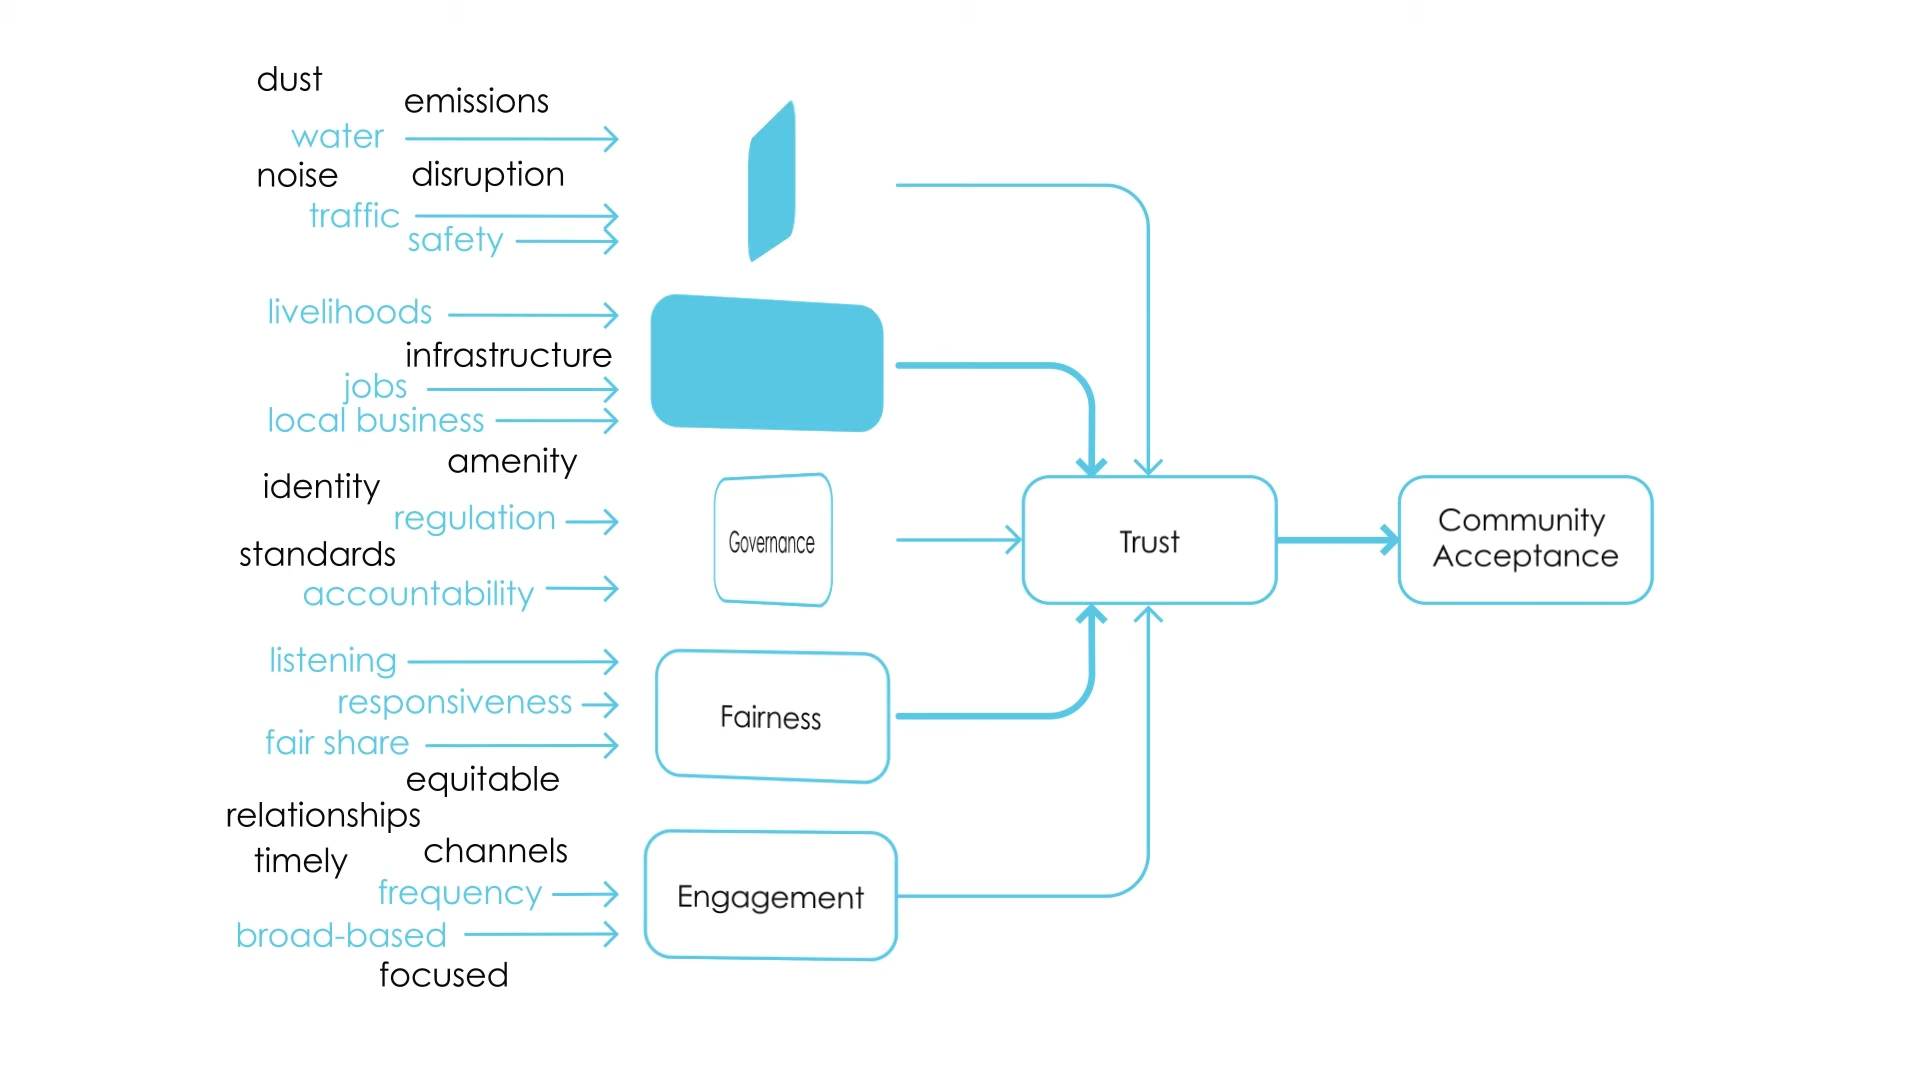 dust
emissions
water
noise
disruption
traffic
safety
livelihoods
infrastructure
jobs
local business
amenity
identity
regulation
standards
accountability
listening
responsiveness
fair share
equitable
relationships
channels
timely
frequency
broad-based
focused
Governance
Fairness
Engagement
Trust
Community
Acceptance